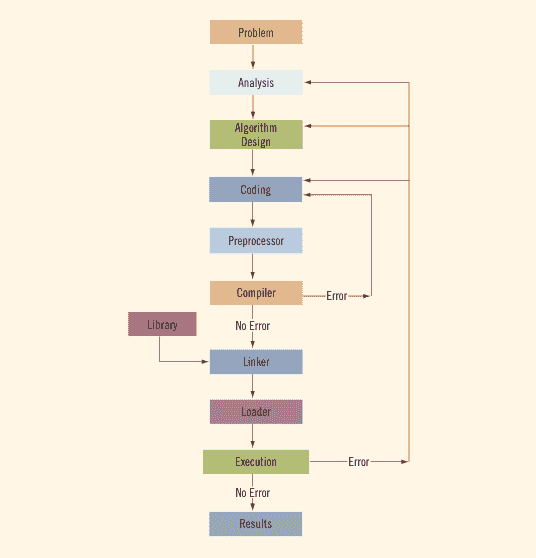 Problem
Analysis
Algorithm
Design
Coding
Preprocessor
Compiler
Error
No Error
Library
Linker
Loader
Execution
Error
No Error
Results